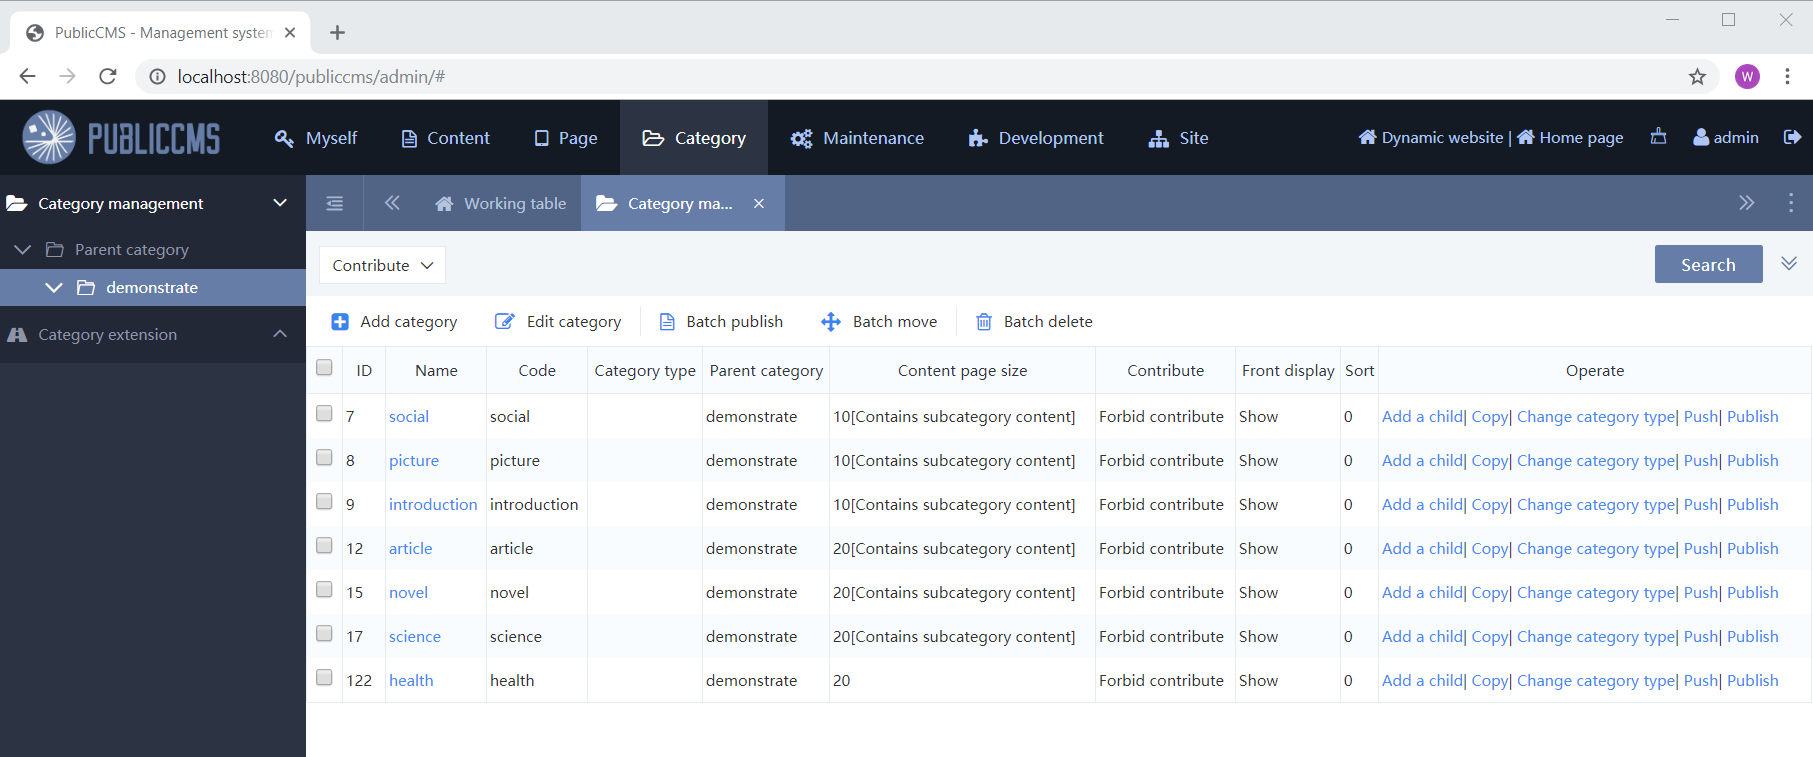 PublicCMS - Management system
localhost:8080/publiccms/admin/#
W
PUBLICCMS
Myself
Content
Page
Category
Maintenance
Development
Site
Dynamic website | Home page
admin
Category management
Parent category
demonstrate
Category extension
Working table
Category ma...
Contribute
Search
Add category
Edit category
Batch publish
Batch move
Batch delete
ID Name Code Category type Parent category Content page size Contribute Front display Sort Operate
7 social social demonstrate 10[Contains subcategory content] Forbid contribute Show 0 Add a child| Copy| Change category type| Push| Publish
8 picture picture demonstrate 10[Contains subcategory content] Forbid contribute Show 0 Add a child| Copy| Change category type| Push| Publish
9 introduction introduction demonstrate 10[Contains subcategory content] Forbid contribute Show 0 Add a child| Copy| Change category type| Push| Publish
12 article article demonstrate 20[Contains subcategory content] Forbid contribute Show 0 Add a child| Copy| Change category type| Push| Publish
15 novel novel demonstrate 20[Contains subcategory content] Forbid contribute Show 0 Add a child| Copy| Change category type| Push| Publish
17 science science demonstrate 20[Contains subcategory content] Forbid contribute Show 0 Add a child| Copy| Change category type| Push| Publish
122 health health demonstrate 20 Forbid contribute Show 0 Add a child| Copy| Change category type| Push| Publish